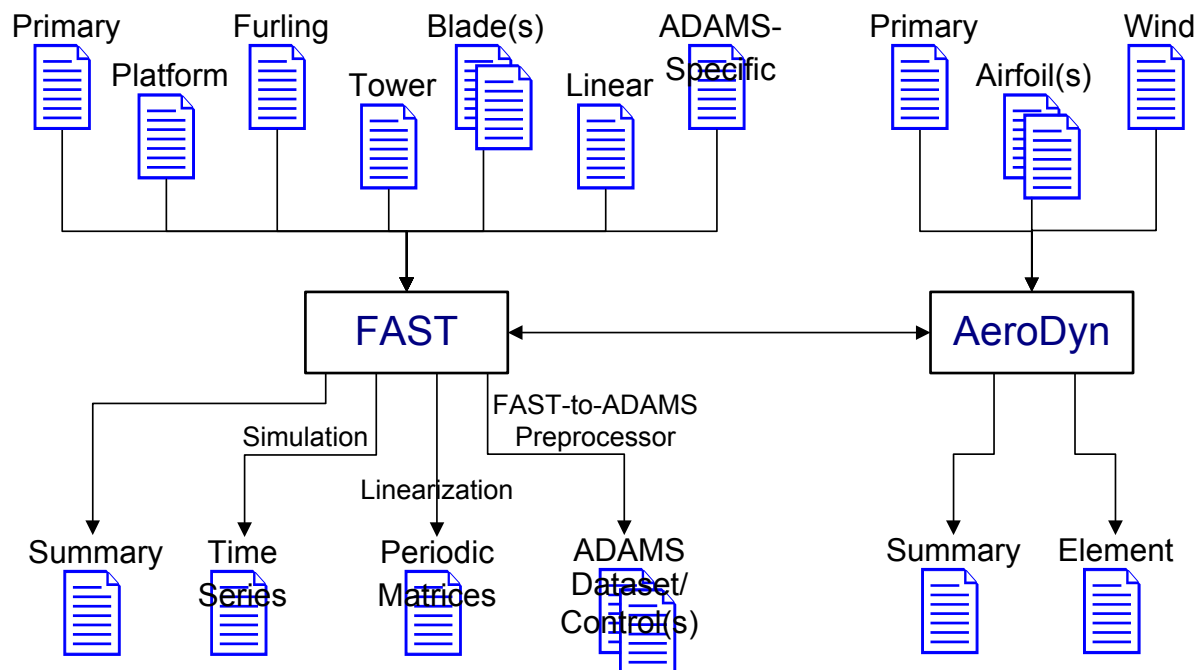 Primary
Furling
Blade(s)
ADAMS-
Specific
Primary
Wind
Platform
Tower
Linear
Airfoil(s)
FAST
AeroDyn
FAST-to-ADAMS
Preprocessor
Simulation
Linearization
Summary
Time
Series
Periodic
Matrices
ADAMS
Dataset/
Control(s)
Summary
Element